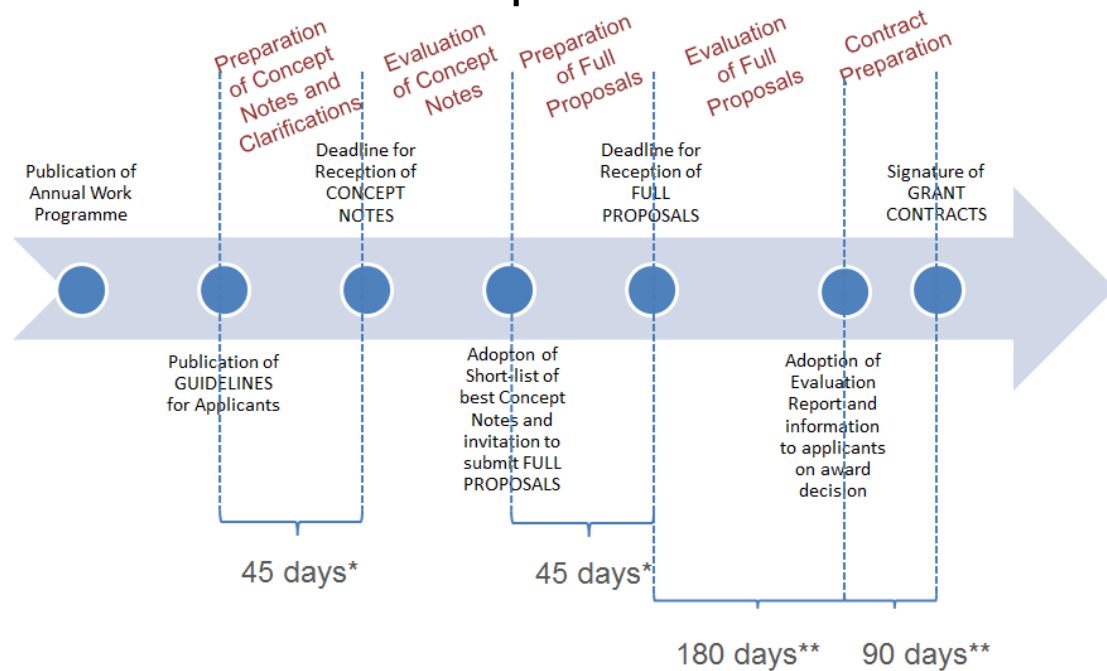 Preparation
of Concept
Notes and
Clarifications
Evaluation
of Concept
Notes
Preparation
of Full
Proposals
Evaluation
of Full
Proposals
Contract
Preparation
Publication of
Annual Work
Programme
Deadline for
Reception of
CONCEPT
NOTES
Deadline for
Reception of
FULL
PROPOSALS
Signature of
GRANT
CONTRACTS
Publication of
GUIDELINES
for Applicants
Adopton of
Short-list of
best Concept
Notes and
invitation to
submit FULL
PROPOSALS
Adoption of
Evaluation
Report and
information
to applicants
on award
decision
45 days*
45 days*
180 days**
90 days**